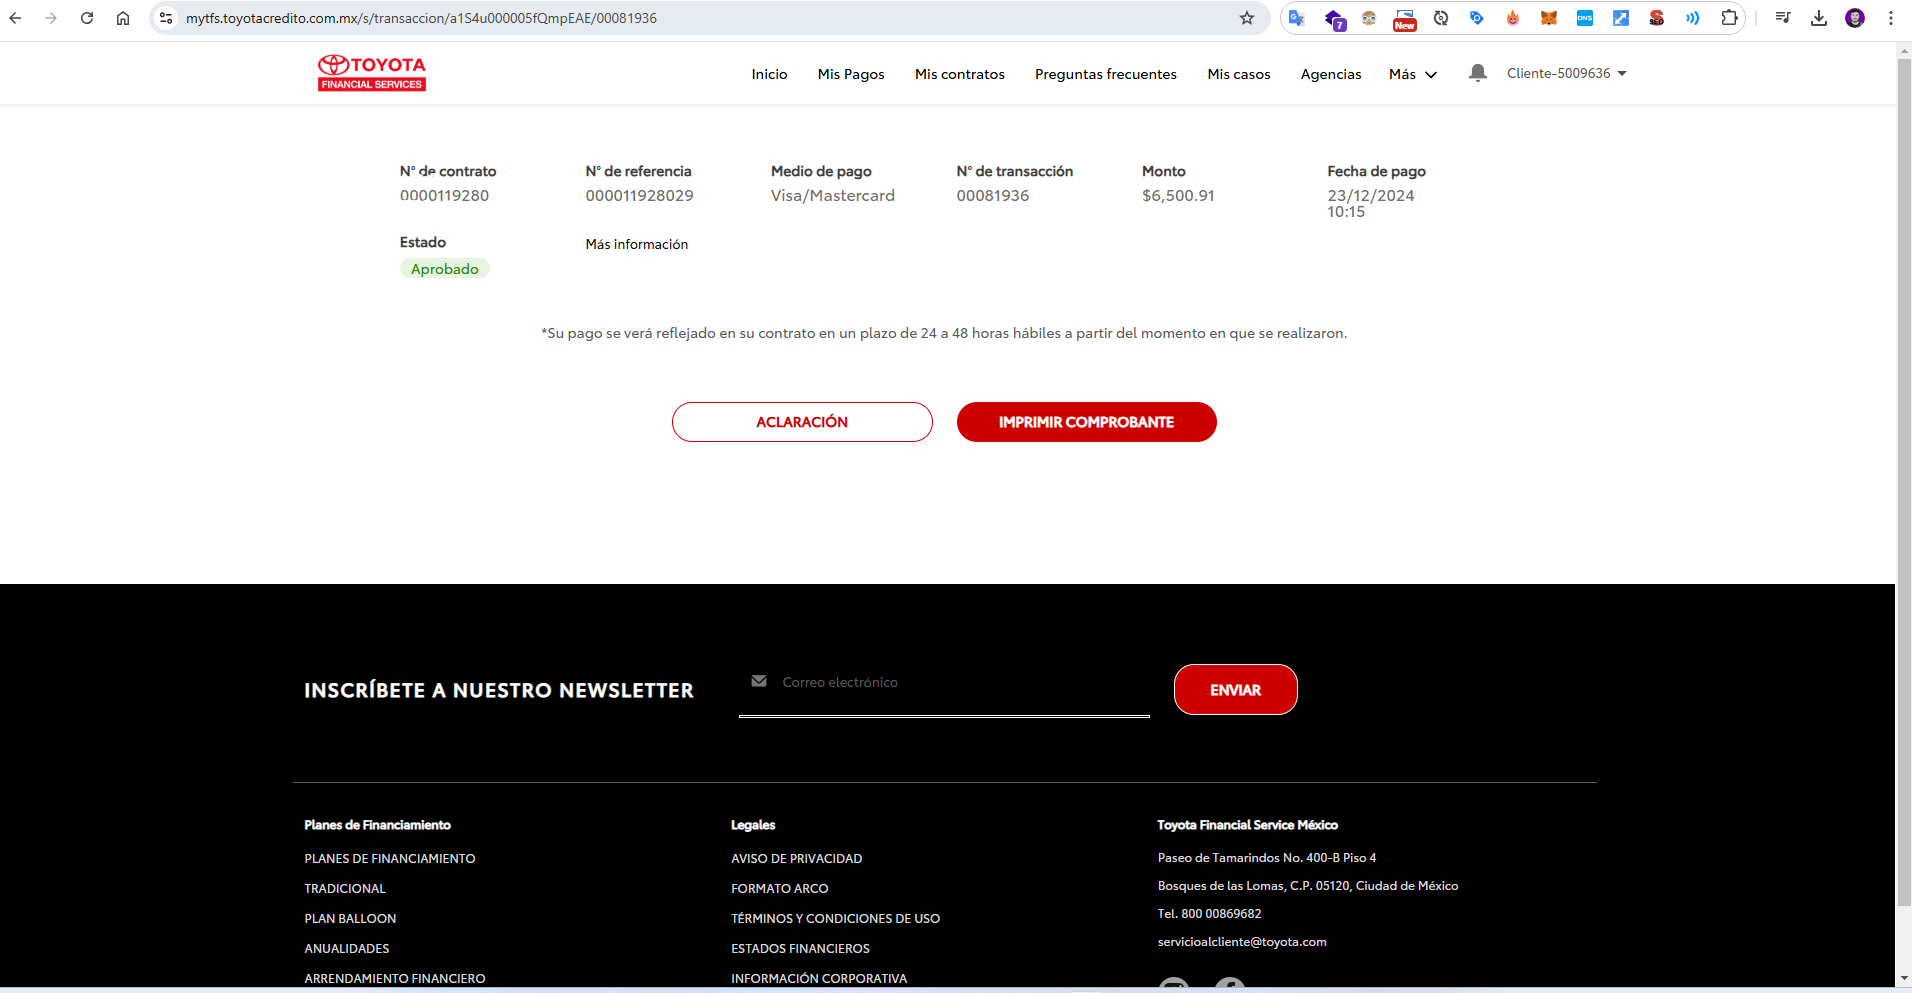 mytfs.toyotacredito.com.mx/s/transaccion/a1S4u000005fQmpEAE/00081936
7
New
DNS
SEO
TOYOTA
FINANCIAL SERVICES
Inicio
Mis Pagos
Mis contratos
Preguntas frecuentes
Mis casos
Agencias
Más
Cliente-5009636
N° de contrato
0000119280
N° de referencia
000011928029
Medio de pago
Visa/Mastercard
N° de transacción
00081936
Monto
$6,500.91
Fecha de pago
23/12/2024
10:15
Estado
Aprobado
Más información
*Su pago se verá reflejado en su contrato en un plazo de 24 a 48 horas hábiles a partir del momento en que se realizaron.
ACLARACIÓN
IMPRIMIR COMPROBANTE
INSCRÍBETE A NUESTRO NEWSLETTER
Correo electrónico
ENVIAR
Planes de Financiamiento
PLANES DE FINANCIAMIENTO
TRADICIONAL
PLAN BALLOON
ANUALIDADES
ARRENDAMIENTO FINANCIERO
Legales
AVISO DE PRIVACIDAD
FORMATO ARCO
TÉRMINOS Y CONDICIONES DE USO
ESTADOS FINANCIEROS
INFORMACIÓN CORPORATIVA
Toyota Financial Service México
Paseo de Tamarindos No. 400-B Piso 4
Bosques de las Lomas, C.P. 05120, Ciudad de México
Tel. 800 00869682
servicioalcliente@toyota.com